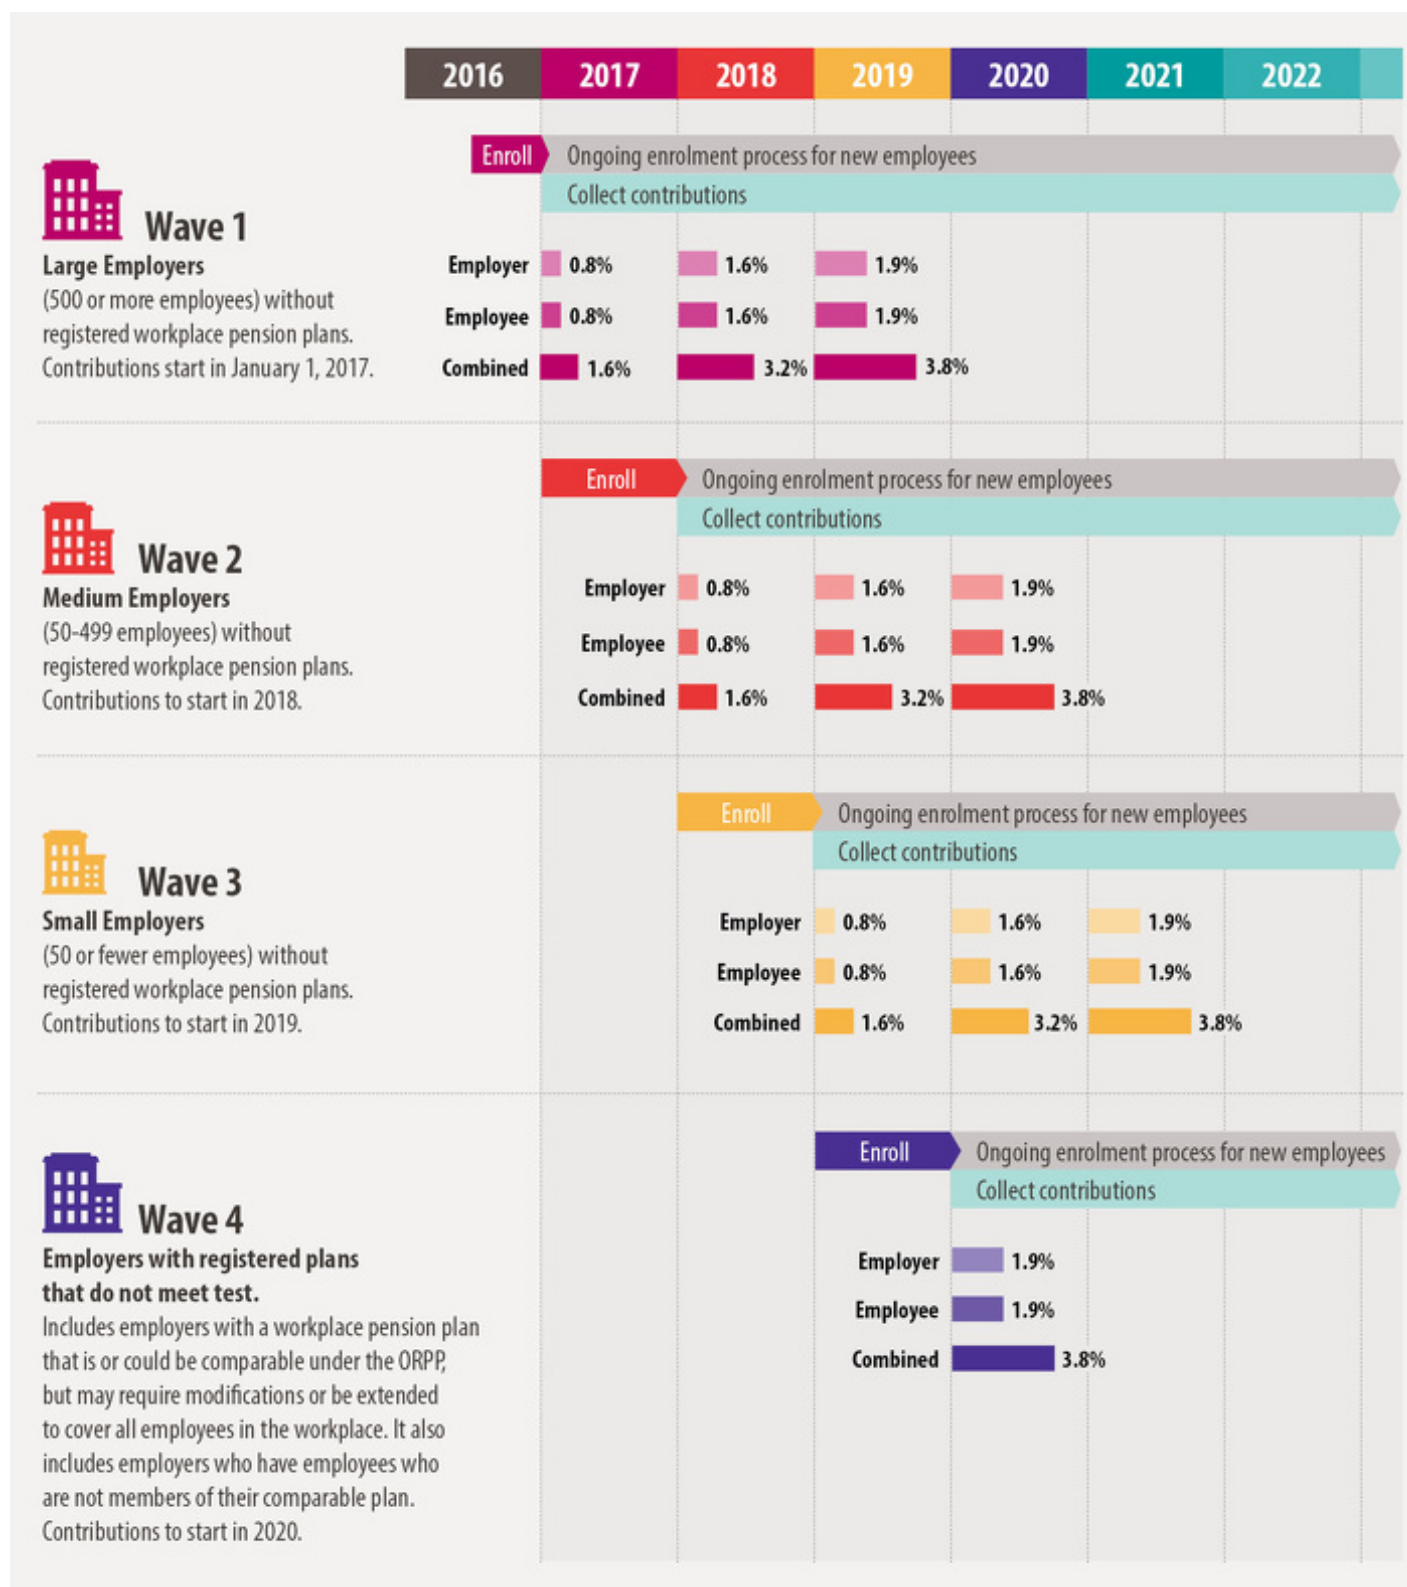 2016 2017 2018 2019 2020 2021 2022
Enroll Ongoing enrolment process for new employees
Collect contributions
Wave 1
Large Employers
(500 or more employees) without
registered workplace pension plans.
Contributions start in January 1, 2017.
Employer 0.8% 1.6% 1.9%
Employee 0.8% 1.6% 1.9%
Combined 1.6% 3.2% 3.8%
Enroll Ongoing enrolment process for new employees
Collect contributions
Wave 2
Medium Employers
(50-499 employees) without
registered workplace pension plans.
Contributions to start in 2018.
Employer 0.8% 1.6% 1.9%
Employee 0.8% 1.6% 1.9%
Combined 1.6% 3.2% 3.8%
Enroll Ongoing enrolment process for new employees
Collect contributions
Wave 3
Small Employers
(50 or fewer employees) without
registered workplace pension plans.
Contributions to start in 2019.
Employer 0.8% 1.6% 1.9%
Employee 0.8% 1.6% 1.9%
Combined 1.6% 3.2% 3.8%
Enroll Ongoing enrolment process for new employees
Collect contributions
Wave 4
Employers with registered plans
that do not meet test.
Includes employers with a workplace pension plan
that is or could be comparable under the ORPP,
but may require modifications or be extended
to cover all employees in the workplace. It also
includes employers who have employees who
are not members of their comparable plan.
Contributions to start in 2020.
Employer 1.9%
Employee 1.9%
Combined 3.8%